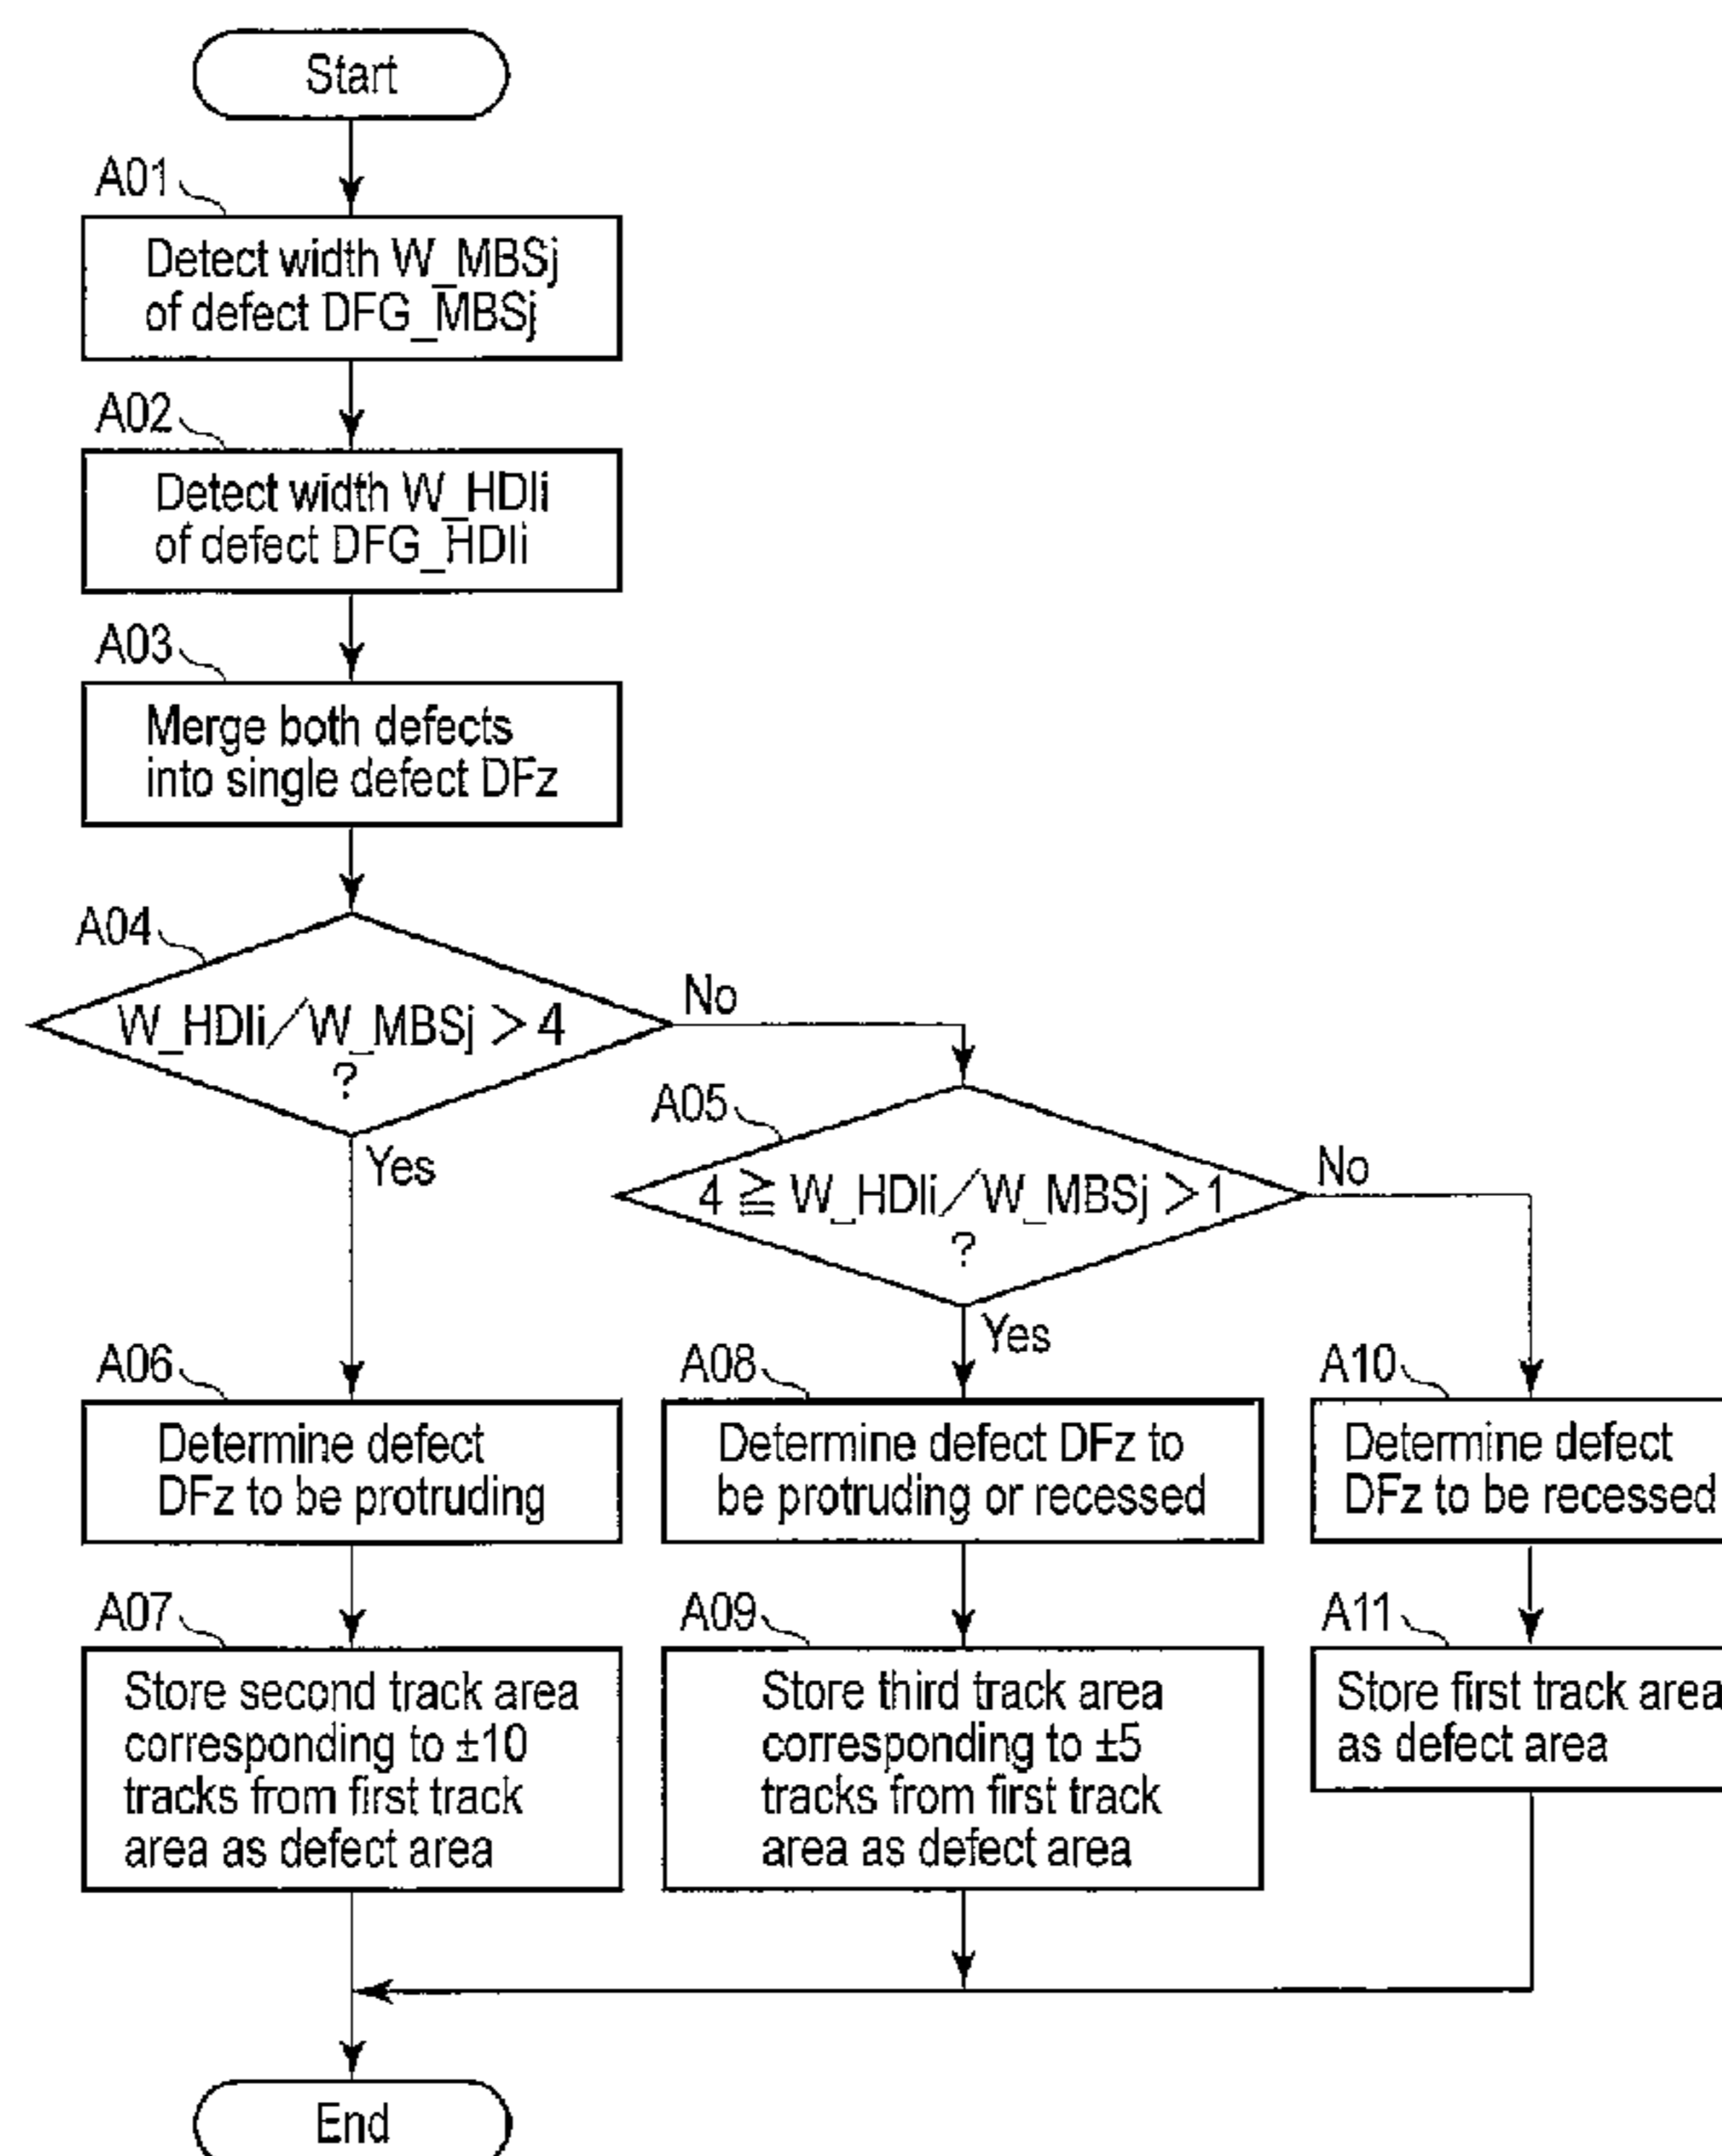 Start
A01
Detect width W_MBSj
of defect DFG_MBSj
A02
Detect width W_HDIi
of defect DFG_HDIi
A03
Merge both defects
into single defect DFz
A04
W_HDIi/W_MBSj > 4
?
No
Yes
A05
4 ≧ W_HDIi/W_MBSj > 1
?
No
Yes
A06
Determine defect
DFz to be protruding
A08
Determine defect DFz to
be protruding or recessed
A10
Determine defect
DFz to be recessed
A07
Store second track area
corresponding to ±10
tracks from first track
area as defect area
A09
Store third track area
corresponding to ±5
tracks from first track
area as defect area
A11
Store first track area
as defect area
End